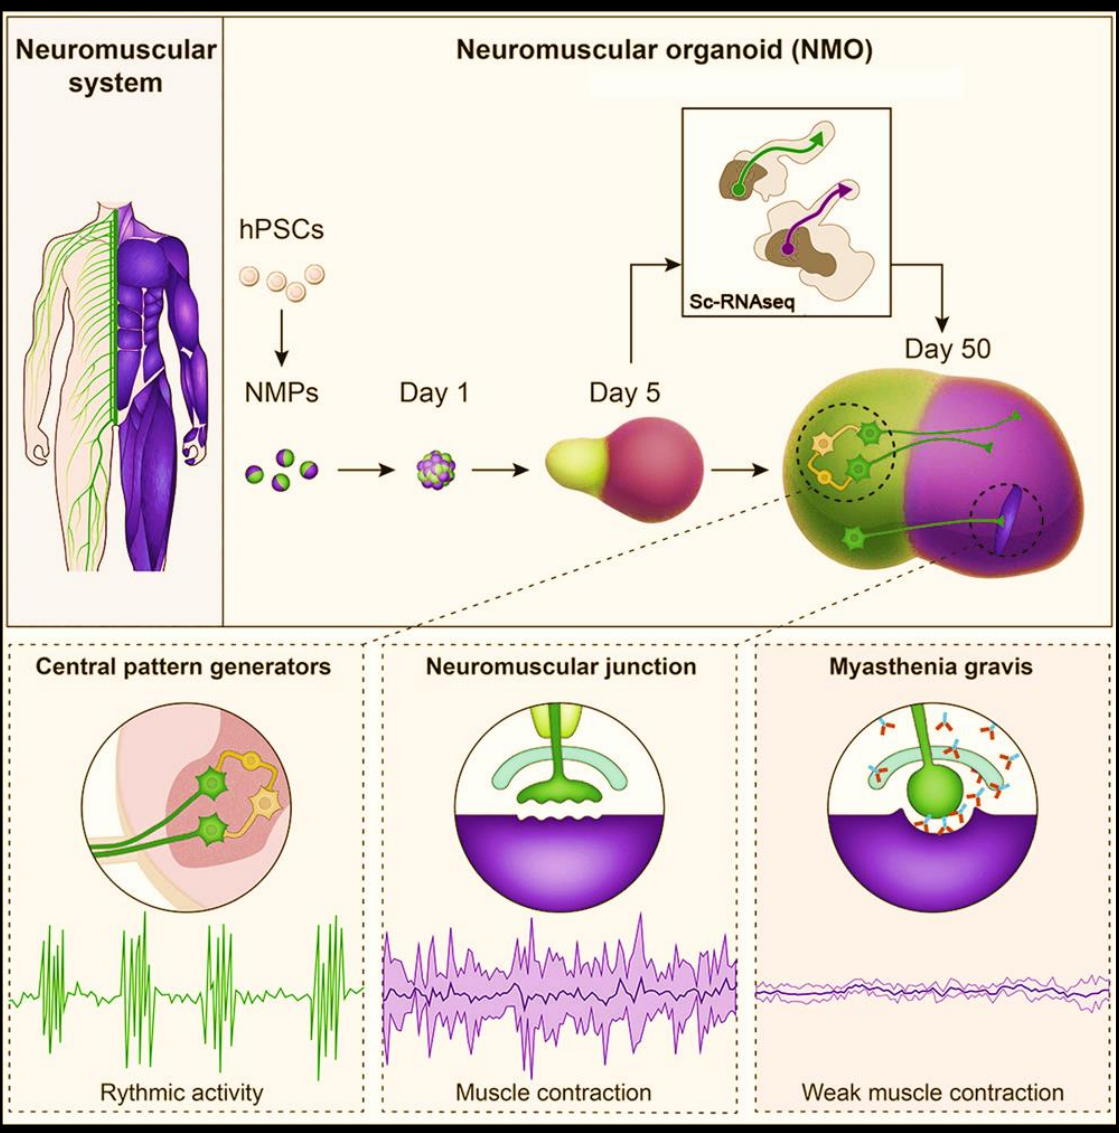 Neuromuscular
system
Neuromuscular organoid (NMO)
hPSCs
NMPs
Day 1
Day 5
Sc-RNAseq
Day 50
Central pattern generators
Rythmic activity
Neuromuscular junction
Muscle contraction
Myasthenia gravis
Weak muscle contraction